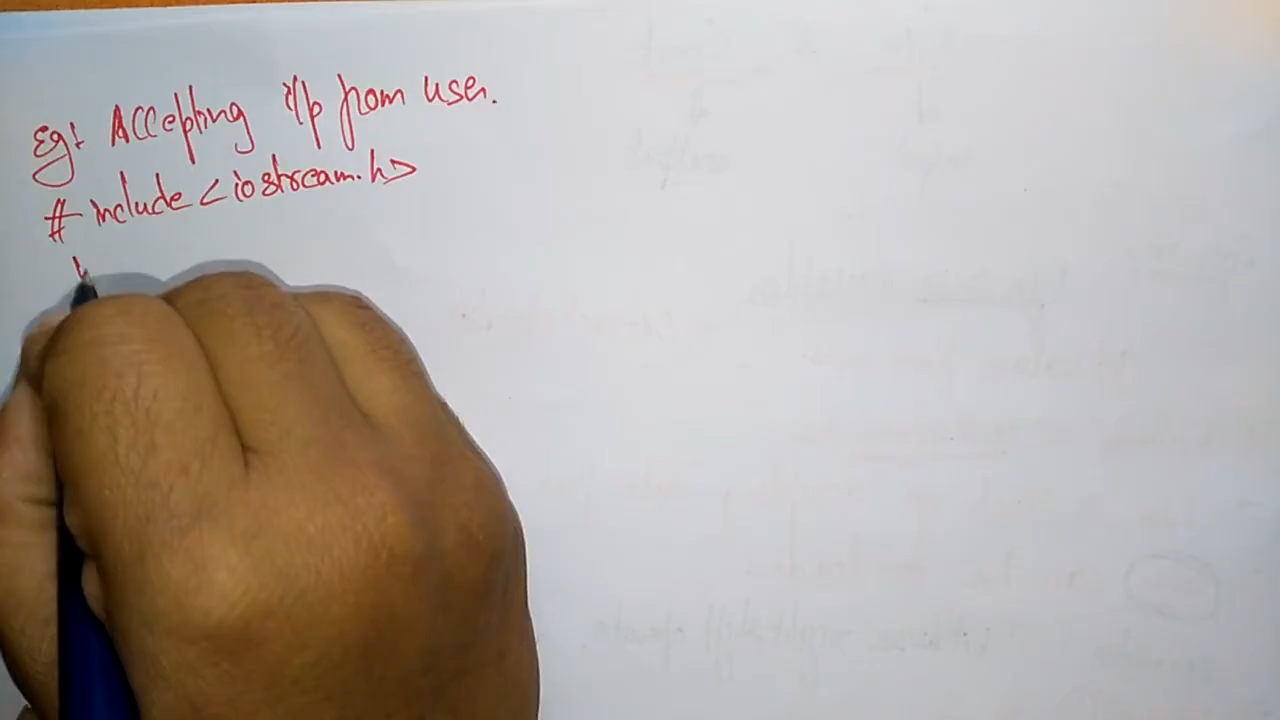 Eg: Accepting i/p from user.
# include <iostream.h>